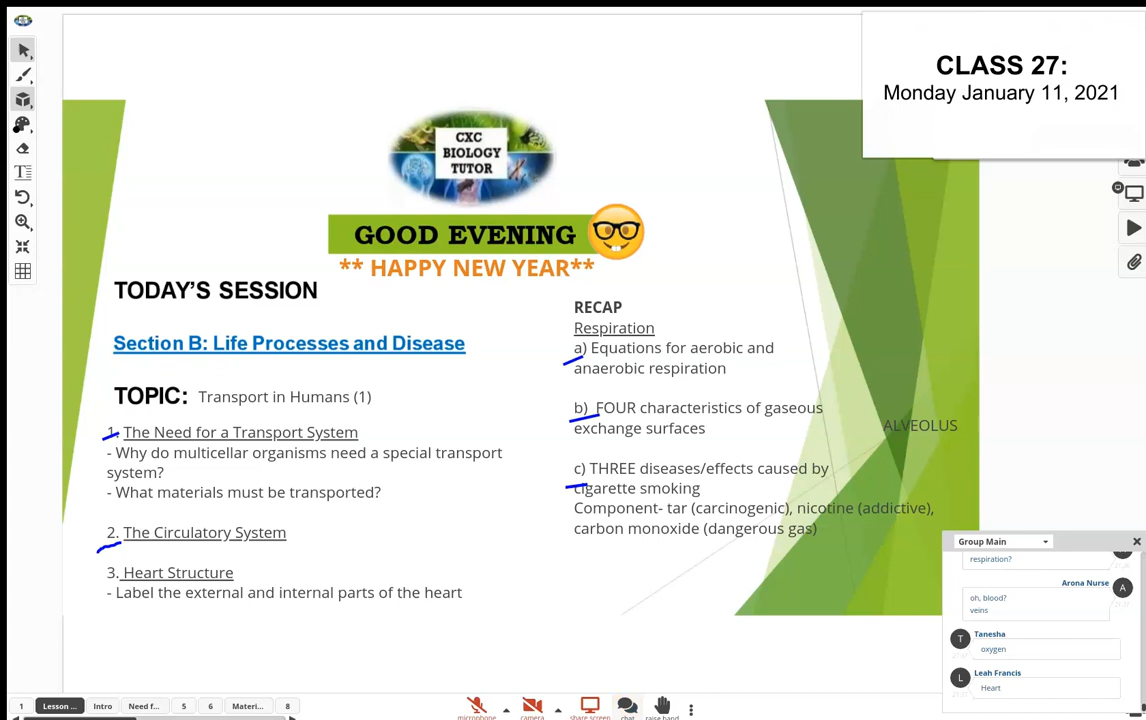 CLASS 27:
Monday January 11, 2021
CXC
BIOLOGY
TUTOR
GOOD EVENING
** HAPPY NEW YEAR**
TODAY'S SESSION
Section B: Life Processes and Disease
TOPIC: Transport in Humans (1)
1. The Need for a Transport System
- Why do multicellar organisms need a special transport
system?
- What materials must be transported?
2. The Circulatory System
3. Heart Structure
- Label the external and internal parts of the heart
RECAP
Respiration
a) Equations for aerobic and
anaerobic respiration
b) FOUR characteristics of gaseous
exchange surfaces
ALVEOLUS
c) THREE diseases/effects caused by
cigarette smoking
Component- tar (carcinogenic), nicotine (addictive),
carbon monoxide (dangerous gas)
Group Main
respiration?
Arona Nurse
A
oh, blood?
veins
T
Tanesha
oxygen
L
Leah Francis
Heart
1 Lesson ... Intro Need f... 5 6 Materi... 8
microphone camera share screen chat raise hand